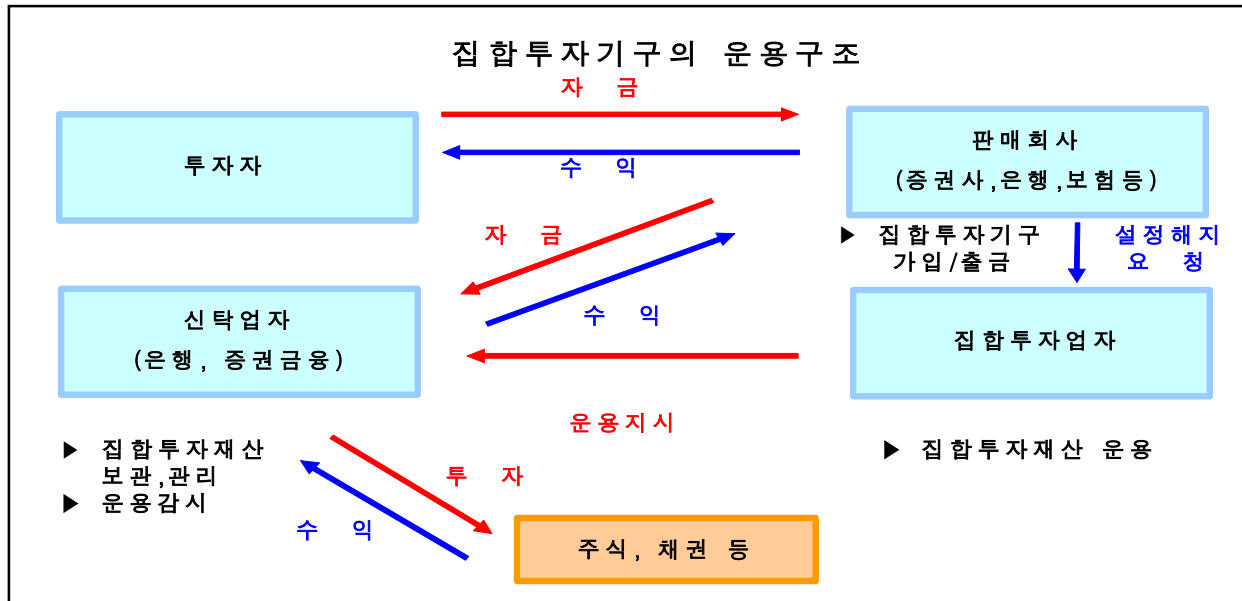 집합투자기구의 운용구조
자 금
투자자
수 익
판매회사
(증권사,은행,보험등)
자 금
▶ 집합투자기구
가입/출금
설정해지
요 청
신탁업자
(은행, 증권금융)
수 익
집합투자업자
운용지시
▶ 집합투자재산
보관,관리
▶ 운용감시
▶ 집합투자재산 운용
투 자
수 익
주식, 채권 등